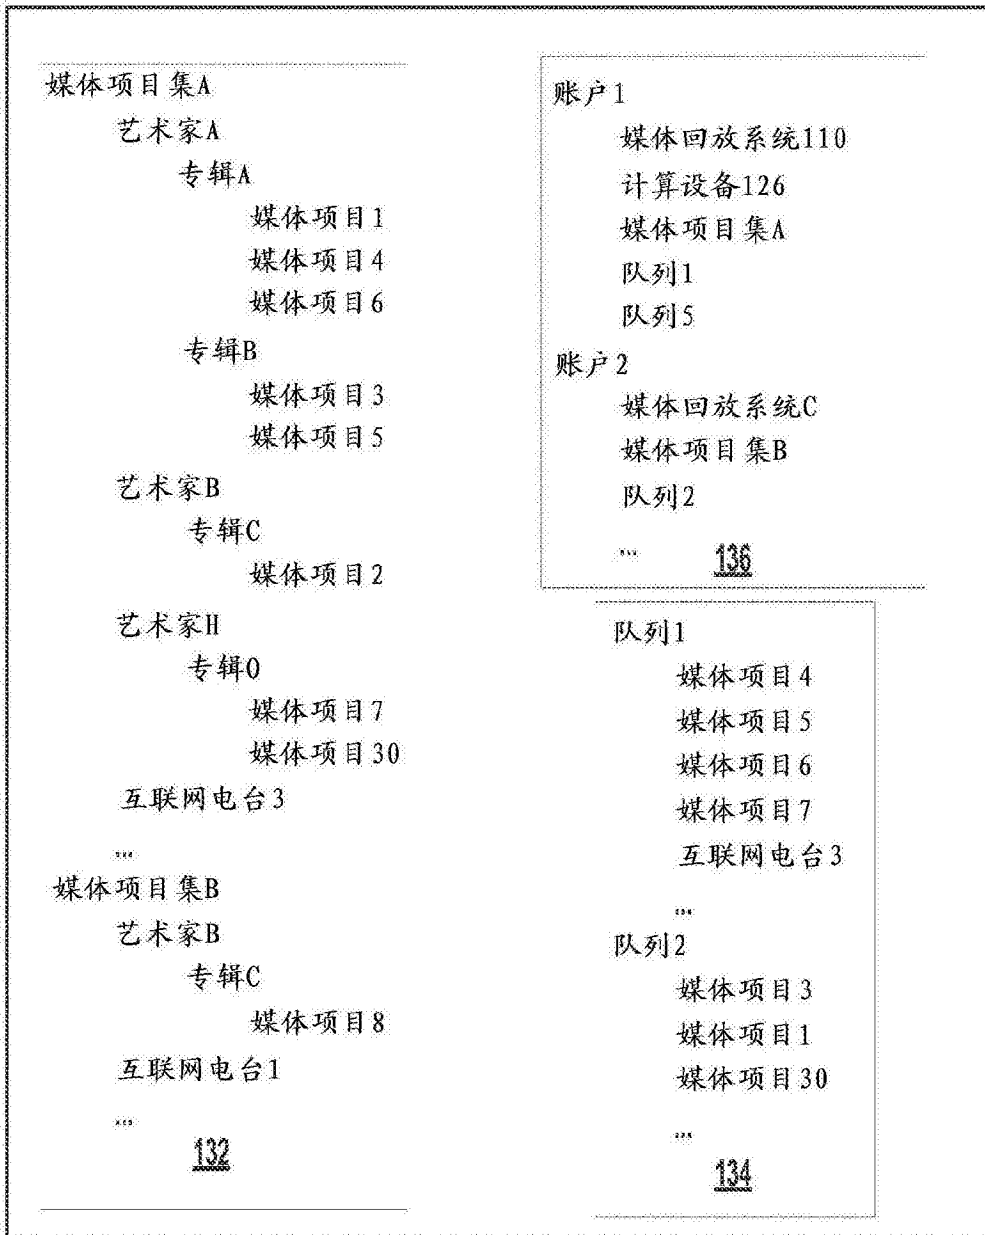 媒体项目集A
艺术家A
专辑A
媒体项目1
媒体项目4
媒体项目6
专辑B
媒体项目3
媒体项目5
艺术家B
专辑C
媒体项目2
艺术家H
专辑O
媒体项目7
媒体项目30
互联网电台3
...
媒体项目集B
艺术家B
专辑C
媒体项目8
互联网电台1
...
132
账户1
媒体回放系统110
计算设备126
媒体项目集A
队列1
队列5
账户2
媒体回放系统C
媒体项目集B
队列2
...
136
队列1
媒体项目4
媒体项目5
媒体项目6
媒体项目7
互联网电台3
...
队列2
媒体项目3
媒体项目1
媒体项目30
...
134